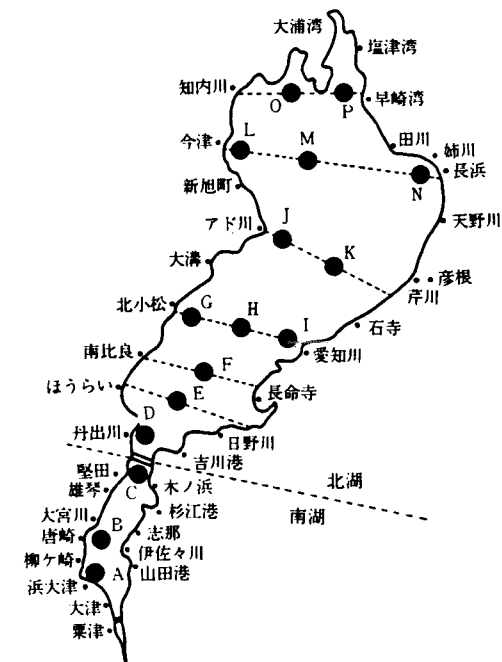 大浦湾
塩津湾
知内川
O
P
早崎湾
今津
L
M
田川
姉川
長浜
N
新旭町
アド川
J
天野川
大溝
K
彦根
芹川
北小松
G
H
I
石寺
愛知川
南比良
F
ほうらい
E
長命寺
D
丹出川
日野川
吉川港
堅田
C
木ノ浜
北湖
雄琴
杉江港
南湖
大宮川
B
志那
唐崎
伊佐々川
柳ケ崎
A
山田港
浜大津
大津
粟津